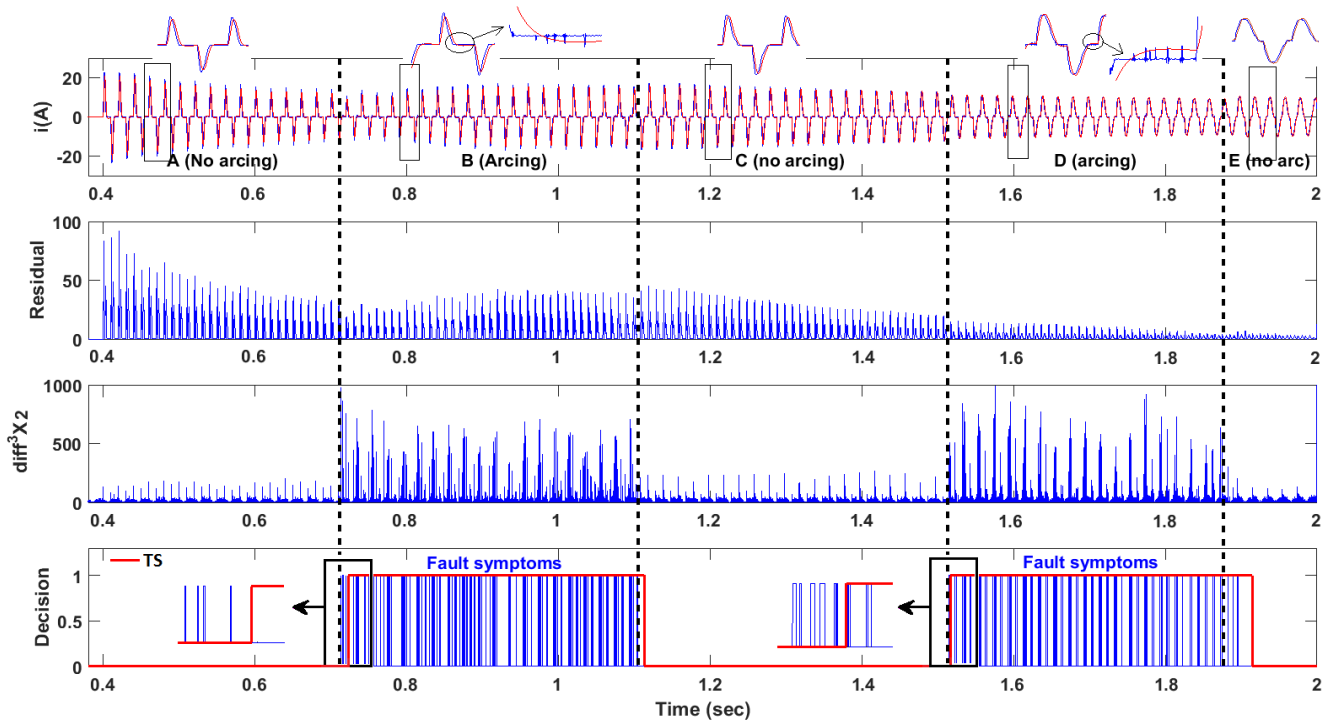 20
0
-20
i(A)
A (No arcing)
B (Arcing)
C (no arcing)
D (arcing)
E (no arc)
0.4 0.6 0.8 1 1.2 1.4 1.6 1.8 2
100
50
0
Residual
0.4 0.6 0.8 1 1.2 1.4 1.6 1.8 2
1000
500
0
diff³X2
0.4 0.6 0.8 1 1.2 1.4 1.6 1.8 2
TS
Fault symptoms
Fault symptoms
1
0.5
0
Decision
0.4 0.6 0.8 1 1.2 1.4 1.6 1.8 2
Time (sec)